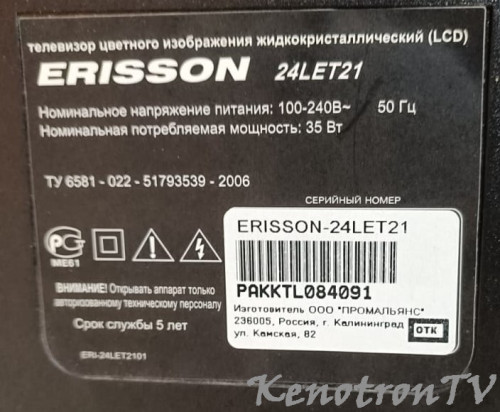 телевизор цветного изображения жидкокристаллический (LCD)
ERISSON 24LET21
Номинальное напряжение питания: 100-240В~ 50 Гц
Номинальная потребляемая мощность: 35 Вт
ТУ 6581 - 022 - 51793539 - 2006
СЕРИЙНЫЙ НОМЕР
ERISSON-24LET21
PAKKTL084091
Изготовитель ООО "ПРОМАЛЬЯНС"
236005, Россия, г. Калининград
ул. Камская, 82
ОТК
РС
МЕ61
ВНИМАНИЕ! Открывать аппарат только
авторизованному техническому персоналу
Срок службы 5 лет
ERI-24LET2101
KenotronTV